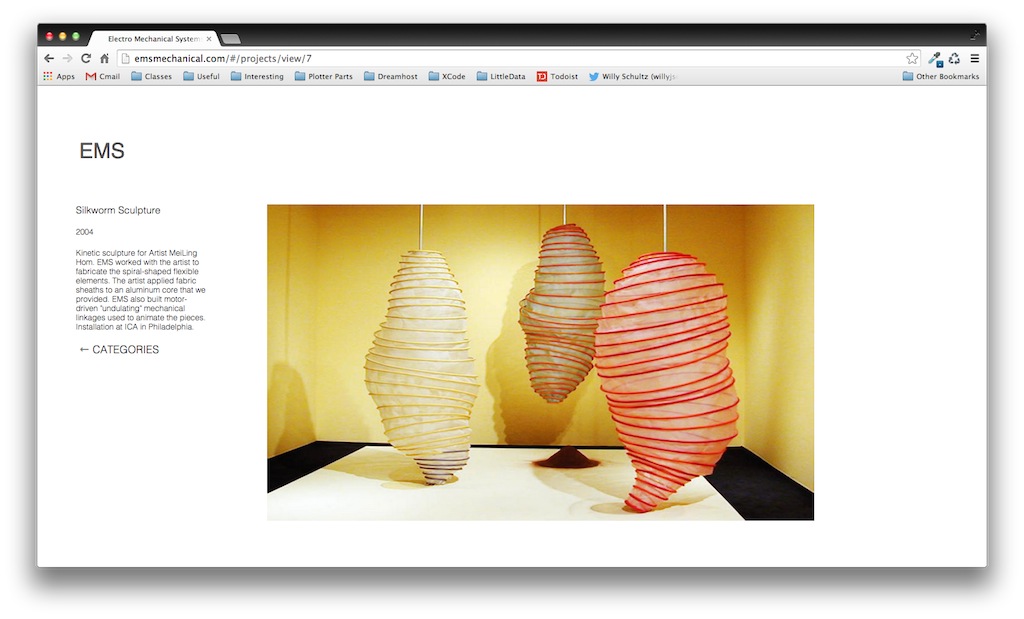 Electro Mechanical System
emsmechanical.com/#/projects/view/7
Apps Cmail Classes Useful Interesting Plotter Parts Dreamhost XCode LittleData Todoist Willy Schultz (willyjs Other Bookmarks
EMS
Silkworm Sculpture
2004
Kinetic sculpture for Artist MeiLing
Hom. EMS worked with the artist to
fabricate the spiral-shaped flexible
elements. The artist applied fabric
sheaths to an aluminum core that we
provided. EMS also built motor-
driven "undulating" mechanical
linkages used to animate the pieces.
Installation at ICA in Philadelphia.
← CATEGORIES